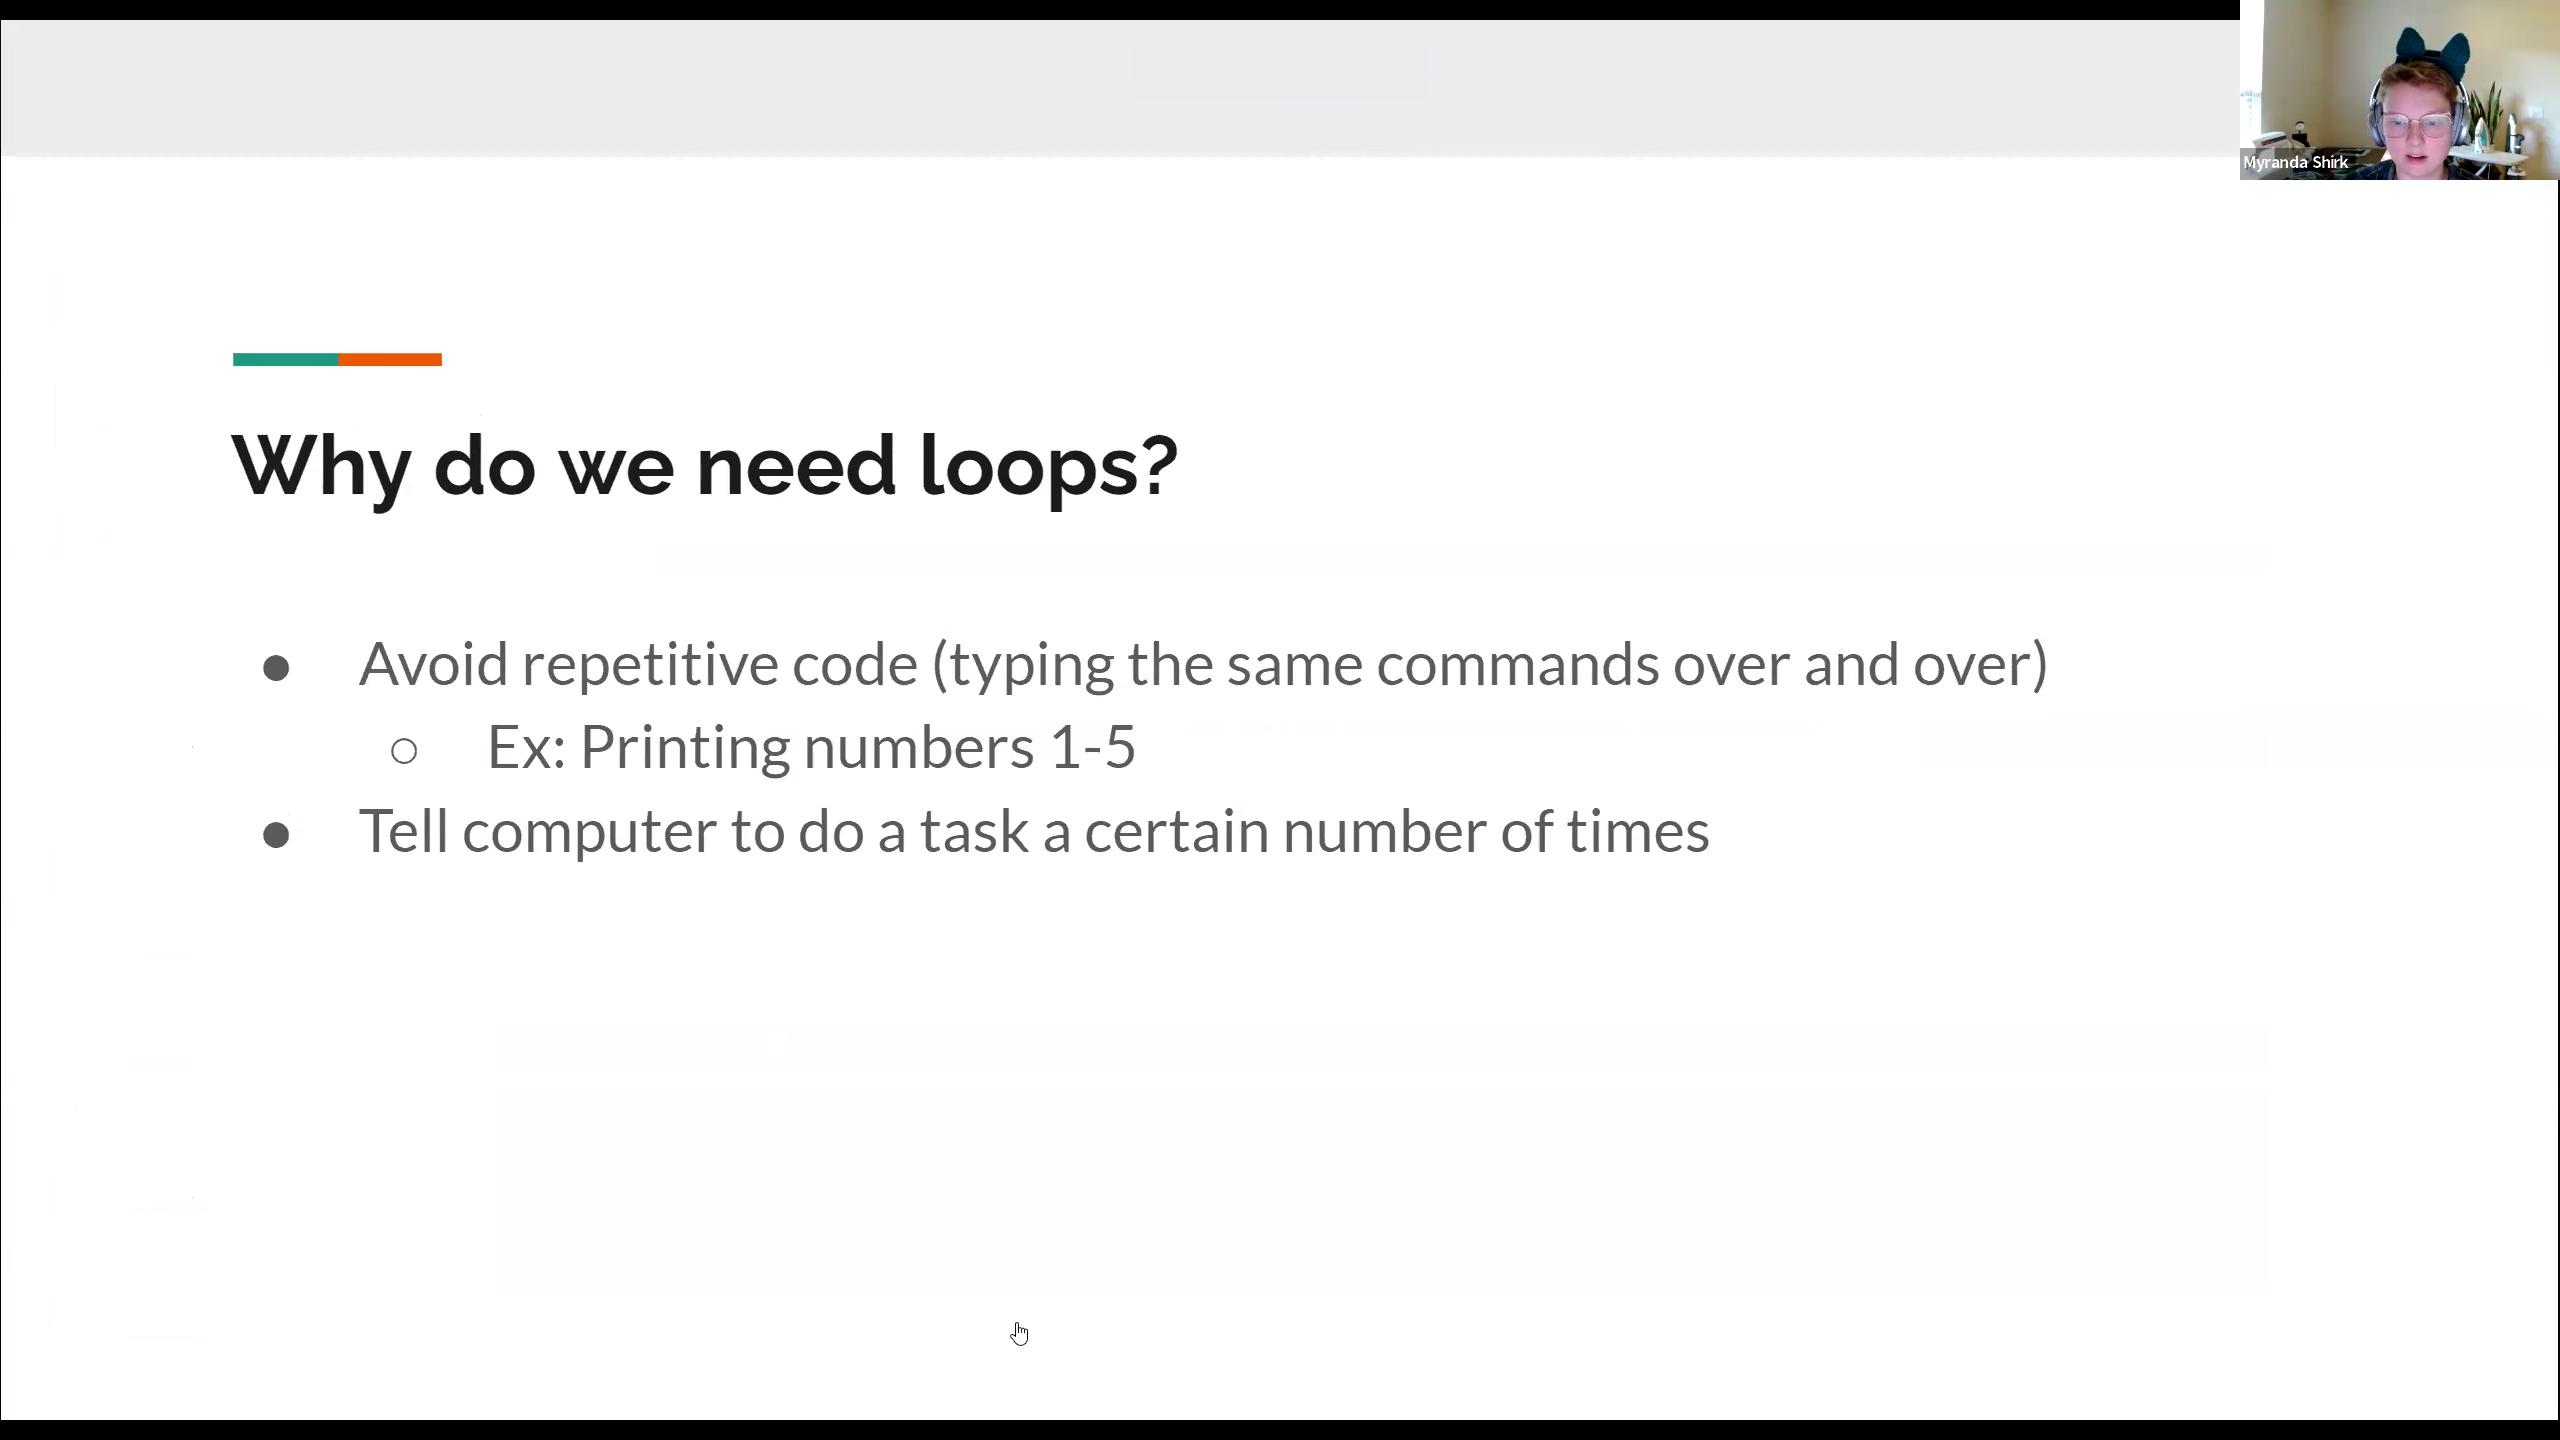 Myranda Shirk
Why do we need loops?
● Avoid repetitive code (typing the same commands over and over)
○ Ex: Printing numbers 1-5
● Tell computer to do a task a certain number of times